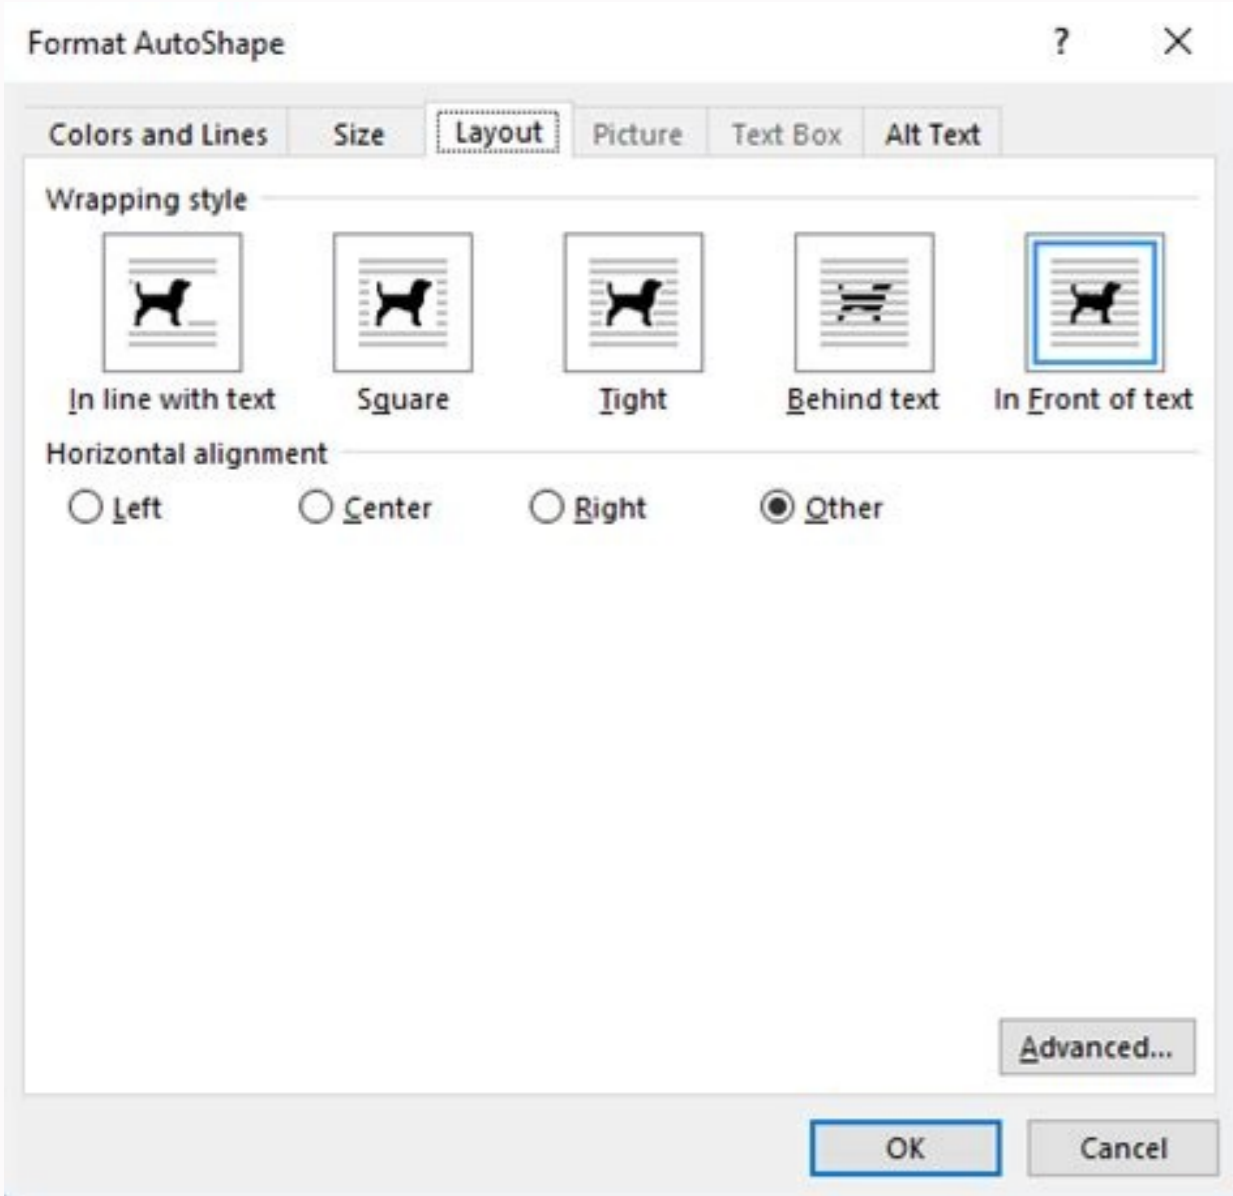 Format AutoShape ? X
Colors and Lines Size Layout Picture Text Box Alt Text
Wrapping style
In line with text Square Tight Behind text In Front of text
Horizontal alignment
Left Center Right Other
Advanced...
OK Cancel